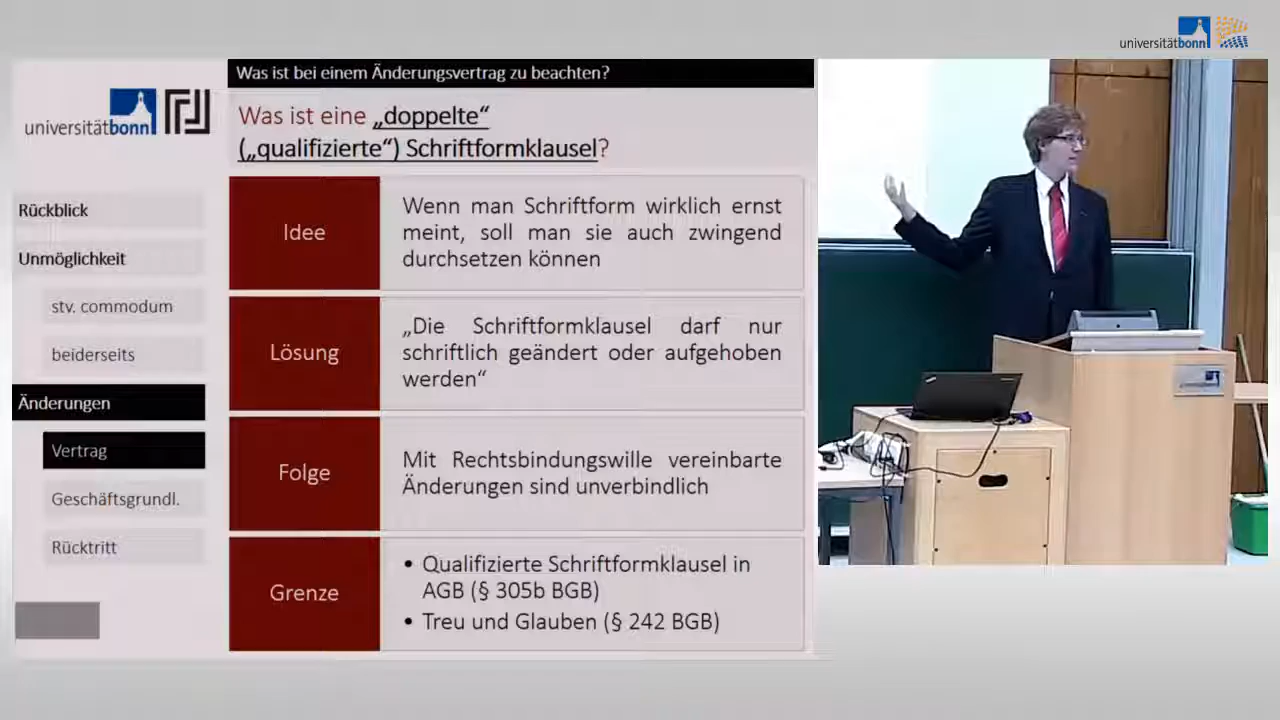 universitätbonn
Was ist bei einem Änderungsvertrag zu beachten?
universitätbonn
Was ist eine „doppelte“
(„qualifizierte“) Schriftformklausel?
Rückblick
Unmöglichkeit
stv. commodum
beiderseits
Änderungen
Vertrag
Geschäftsgrundl.
Rücktritt
Idee
Wenn man Schriftform wirklich ernst
meint, soll man sie auch zwingend
durchsetzen können
Lösung
„Die Schriftformklausel darf nur
schriftlich geändert oder aufgehoben
werden“
Folge
Mit Rechtsbindungswille vereinbarte
Änderungen sind unverbindlich
Grenze
• Qualifizierte Schriftformklausel in
AGB (§ 305b BGB)
• Treu und Glauben (§ 242 BGB)